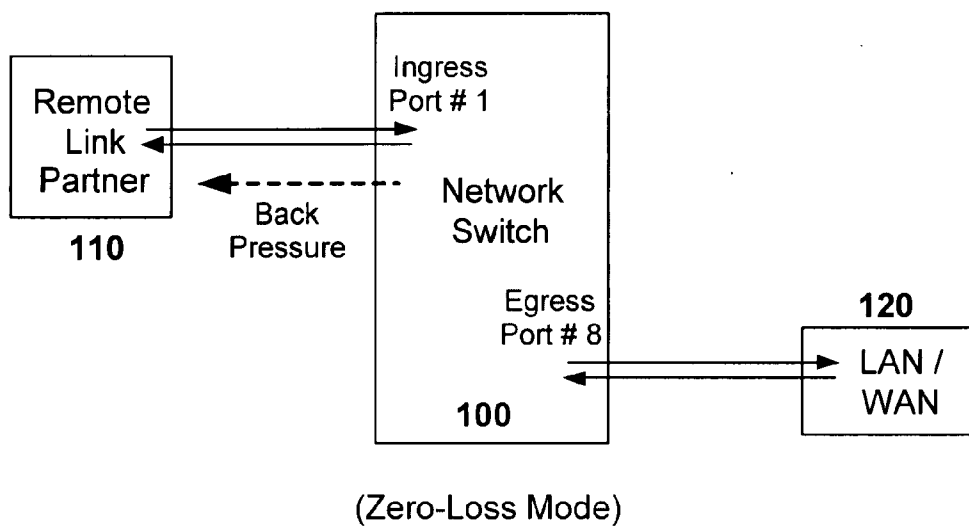 Remote
Link
Partner
110
Ingress
Port # 1
Back
Pressure
Network
Switch
Egress
Port # 8
100
120
LAN /
WAN
(Zero-Loss Mode)